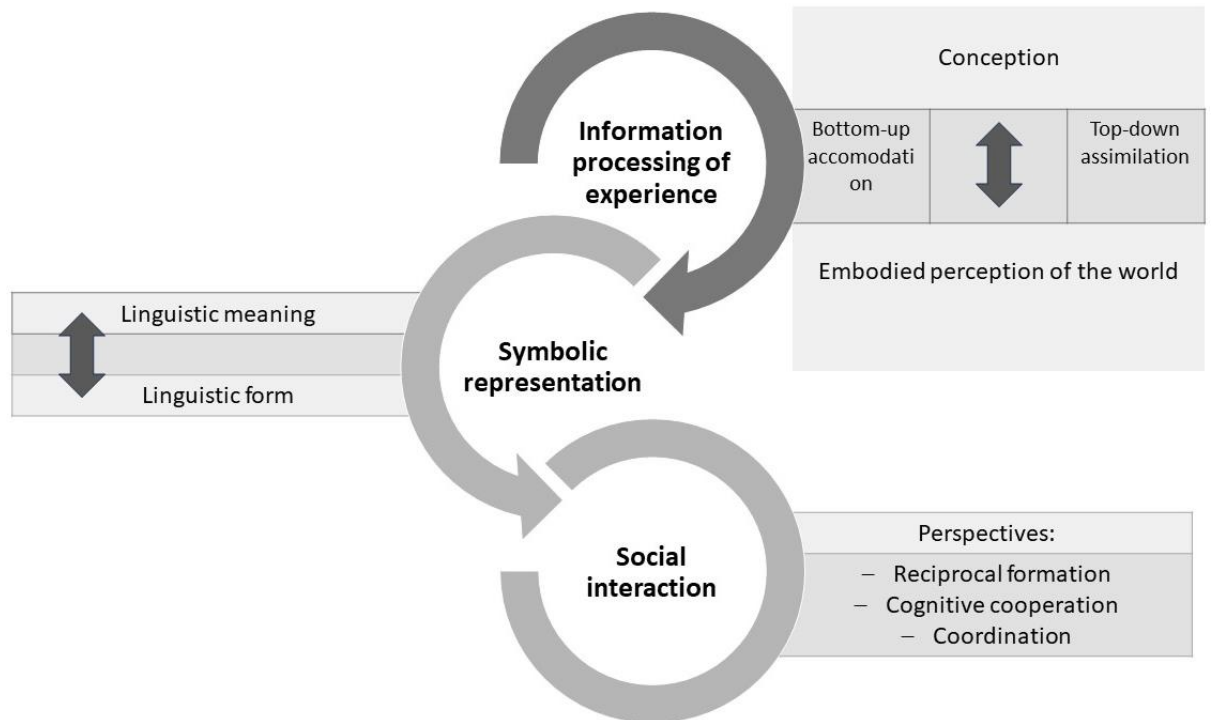 Conception
Information
processing of
experience
Bottom-up
accomodati
on
Top-down
assimilation
Embodied perception of the world
Linguistic meaning
Linguistic form
Symbolic
representation
Social
interaction
Perspectives:
– Reciprocal formation
– Cognitive cooperation
– Coordination